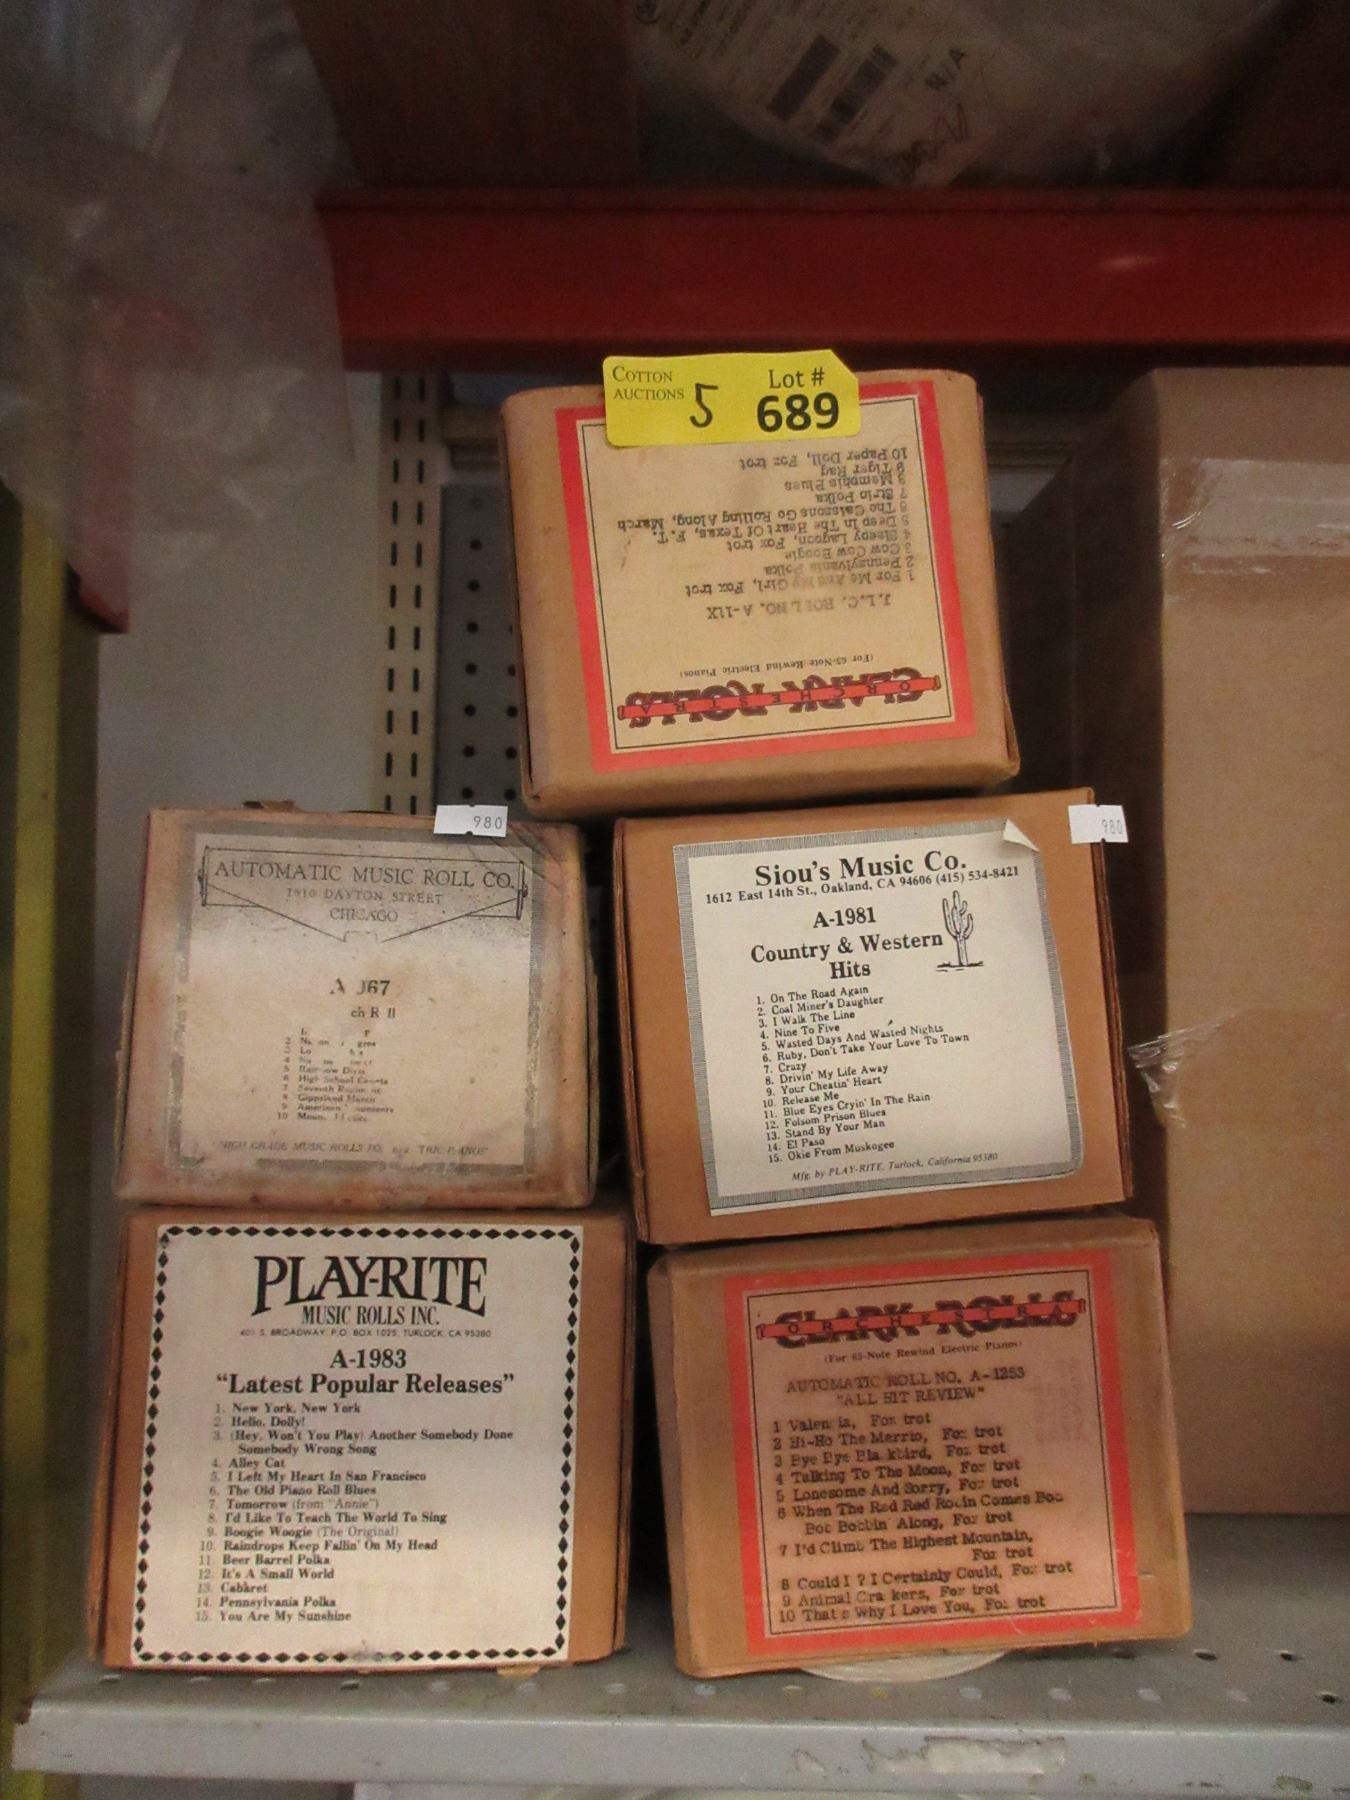 N/A
COTTON
AUCTIONS
5
Lot #
689
CLARK ROLLS
ORCHESTRA
(For 65-Note Rewind Electric Pianos)
J.L.C. ROLL NO. A-11X
1 For Me And My Girl, Fox trot
2 Pennsylvania Polka
3 Cow Cow Boogie
4 Sleepy Lagoon, Fox trot
5 Deep In The Heart Of Texas, F. T.
6 The Caissons Go Rolling Along, March
7 Strip Polka
8 Memphis Blues
9 Tiger Rag
10 Paper Doll, Fox trot
980
AUTOMATIC MUSIC ROLL CO.
1510 DAYTON STREET
CHICAGO
5
6 High School Cadets
7 Seventh
8 Gippsland March
9 American
10
HIGH GRADE MUSIC ROLLS
980
Siou's Music Co.
1612 East 14th St., Oakland, CA 94606 (415) 534-8421
A-1981
Country & Western
Hits
1. On The Road Again
2. Coal Miner's Daughter
3. I Walk The Line
4. Nine To Five
5. Wasted Days And Wasted Nights
6. Ruby, Don't Take Your Love To Town
7. Crazy
8. Drivin' My Life Away
9. Your Cheatin' Heart
10. Release Me
11. Blue Eyes Cryin' In The Rain
12. Folsom Prison Blues
13. Stand By Your Man
14. El Paso
15. Okie From Muskogee
Mfg. by PLAY-RITE, Turlock, California 95380
PLAY-RITE
MUSIC ROLLS INC.
401 S. BROADWAY P.O. BOX 1025, TURLOCK, CA 95380
A-1983
"Latest Popular Releases"
1. New York, New York
2. Hello, Dolly!
3. (Hey, Won't You Play) Another Somebody Done
Somebody Wrong Song
4. Alley Cat
5. I Left My Heart In San Francisco
6. The Old Piano Roll Blues
7. Tomorrow (from "Annie")
8. I'd Like To Teach The World To Sing
9. Boogie Woogie (The Original)
10. Raindrops Keep Fallin' On My Head
11. Beer Barrel Polka
12. It's A Small World
13. Cabaret
14. Pennsylvania Polka
15. You Are My Sunshine
CLARK ROLLS
ORCHESTRA
(For 65-Note Rewind Electric Pianos)
AUTOMATIC ROLL NO. A-1253
"ALL HIT REVIEW"
1 Valencia, Fox trot
2 Hi-Ho The Merrio, Fox trot
3 Bye Bye Blackbird, Fox trot
4 Talking To The Moon, Fox trot
5 Lonesome And Sorry, Fox trot
6 When The Red Red Robin Comes Bob
Bob Bobbin' Along, Fox trot
7 I'd Climb The Highest Mountain,
Fox trot
8 Could I ? I Certainly Could, Fox trot
9 Animal Crackers, Fox trot
10 That's Why I Love You, Fox trot